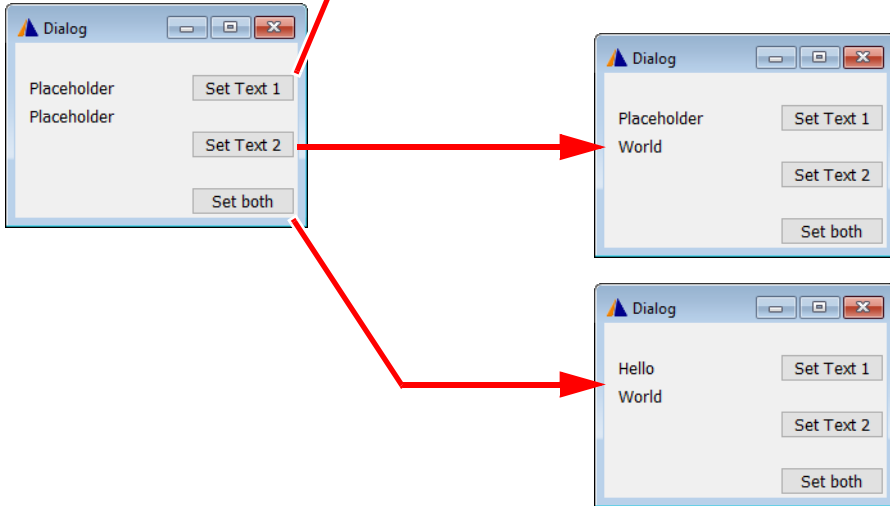 Dialog
Placeholder Set Text 1
Placeholder
Set Text 2
Set both
Dialog
Placeholder Set Text 1
World
Set Text 2
Set both
Dialog
Hello Set Text 1
World
Set Text 2
Set both